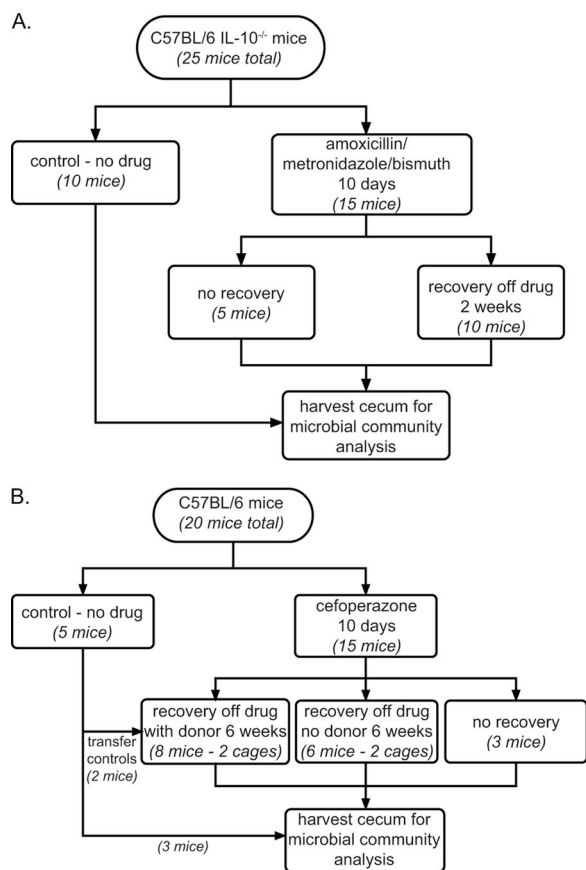 A.
C57BL/6 IL-10-/- mice
(25 mice total)
control - no drug
(10 mice)
amoxicillin/
metronidazole/bismuth
10 days
(15 mice)
no recovery
(5 mice)
recovery off drug
2 weeks
(10 mice)
harvest cecum for
microbial community
analysis
B.
C57BL/6 mice
(20 mice total)
control - no drug
(5 mice)
cefoperazone
10 days
(15 mice)
transfer
controls
(2 mice)
recovery off drug
with donor 6 weeks
(8 mice - 2 cages)
recovery off drug
no donor 6 weeks
(6 mice - 2 cages)
no recovery
(3 mice)
(3 mice)
harvest cecum for
microbial community
analysis